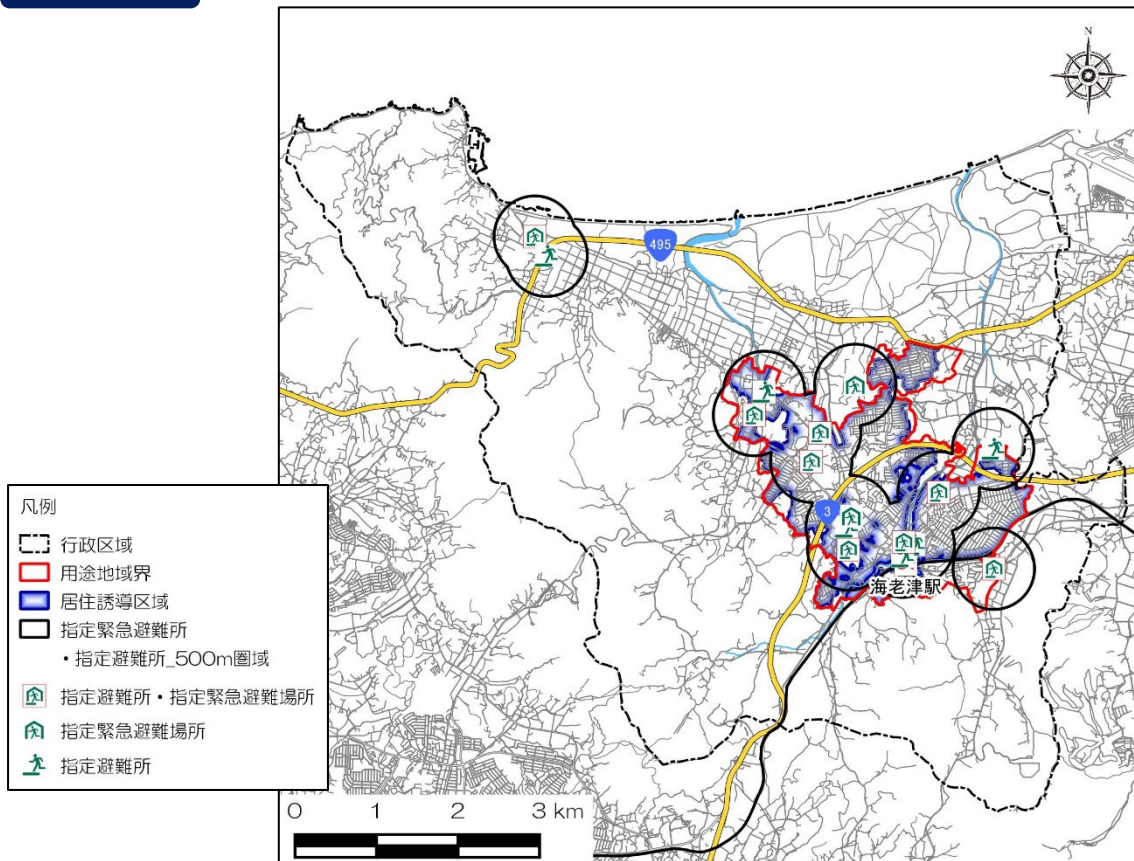 N
495
3
海老津駅
凡例
行政区域
用途地域界
居住誘導区域
指定緊急避難所
・指定避難所_500m圏域
指定避難所・指定緊急避難場所
指定緊急避難場所
指定避難所
0 1 2 3 km